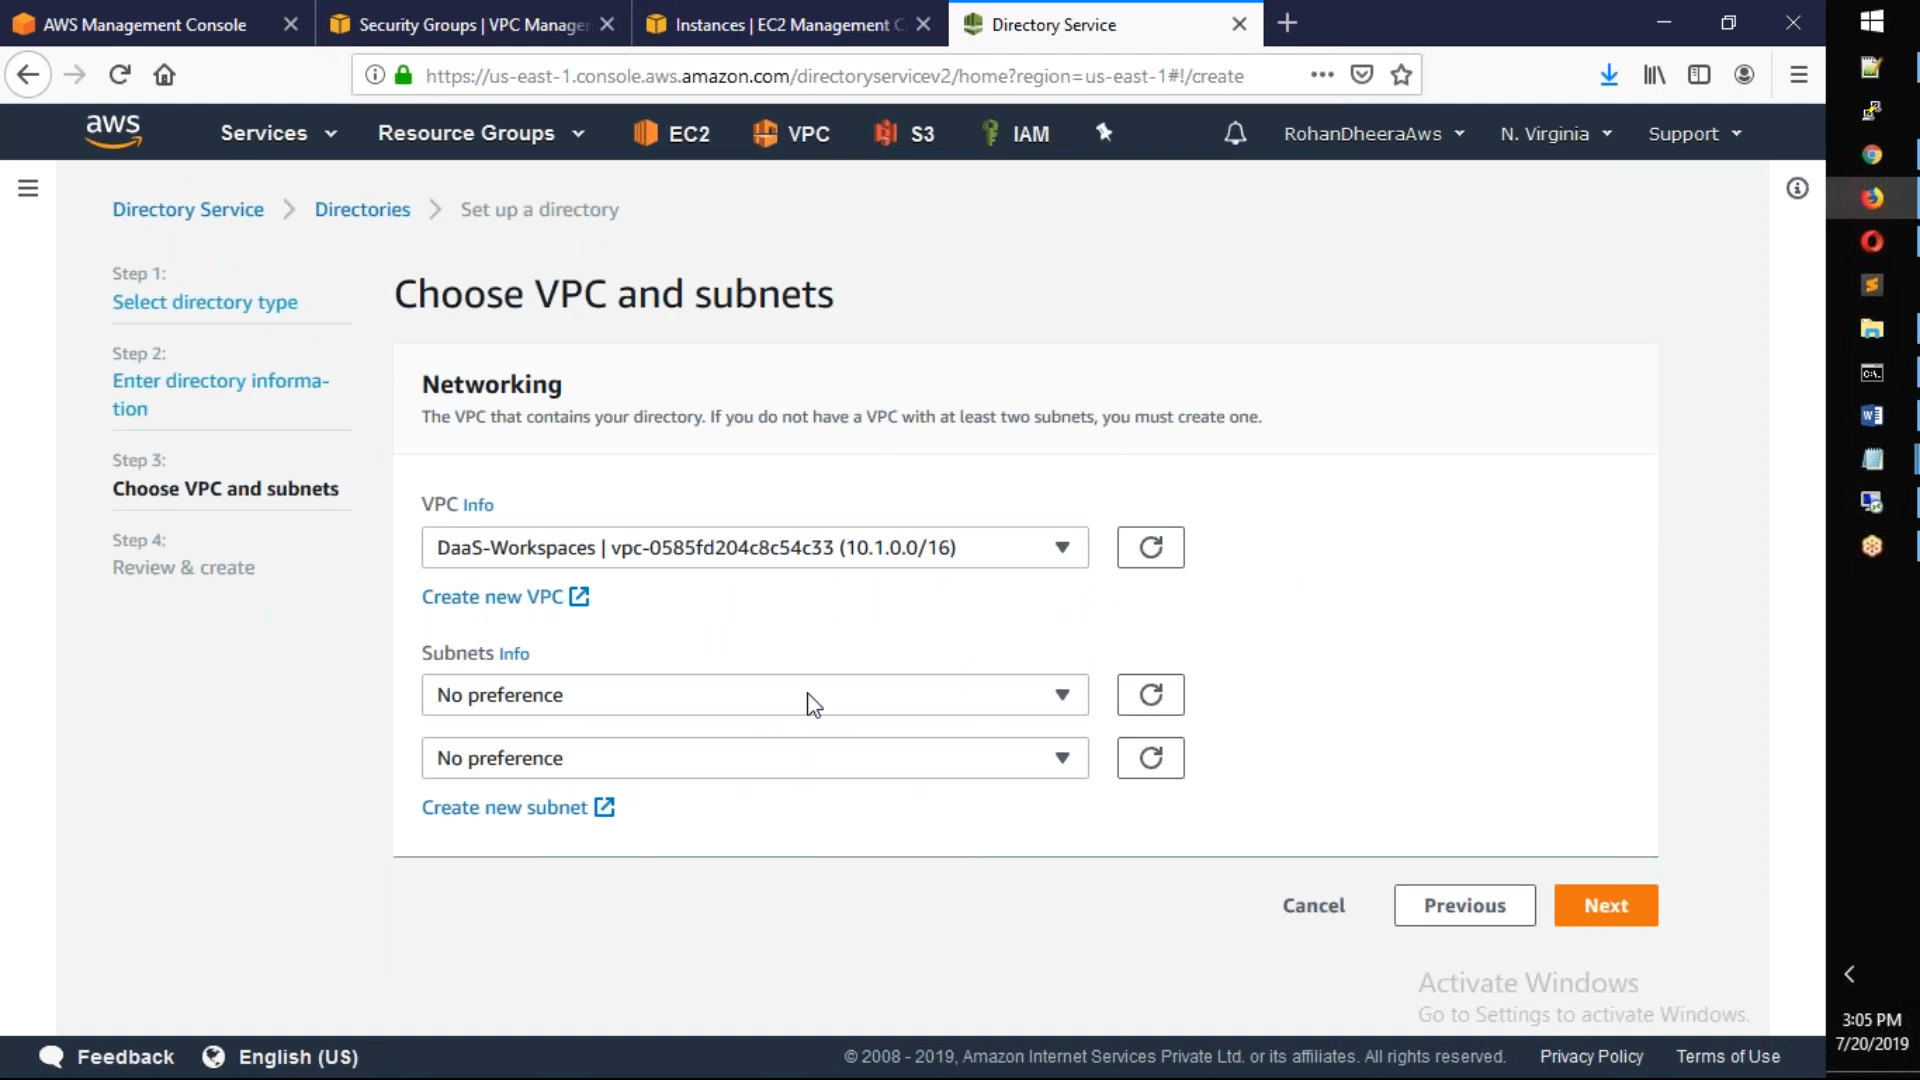 AWS Management Console
Security Groups | VPC Manage
Instances | EC2 Management C
Directory Service
https://us-east-1.console.aws.amazon.com/directoryservicev2/home?region=us-east-1#!/create
aws
Services
Resource Groups
EC2
VPC
S3
IAM
RohanDheeraAws
N. Virginia
Support
Directory Service
Directories
Set up a directory
Step 1:
Select directory type
Step 2:
Enter directory informa-
tion
Step 3:
Choose VPC and subnets
Step 4:
Review & create
Choose VPC and subnets
Networking
The VPC that contains your directory. If you do not have a VPC with at least two subnets, you must create one.
VPC Info
DaaS-Workspaces | vpc-0585fd204c8c54c33 (10.1.0.0/16)
Create new VPC
Subnets Info
No preference
No preference
Create new subnet
Cancel
Previous
Next
Activate Windows
Go to Settings to activate Windows.
3:05 PM
7/20/2019
Feedback
English (US)
© 2008 - 2019, Amazon Internet Services Private Ltd. or its affiliates. All rights reserved.
Privacy Policy
Terms of Use